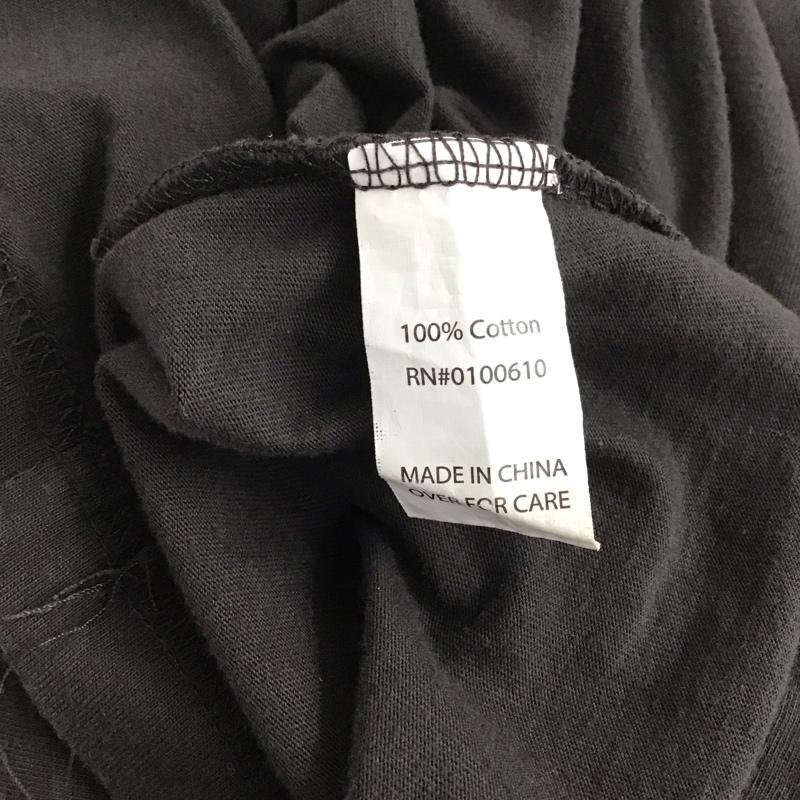 100% Cotton
RN#0100610
MADE IN CHINA
OVER FOR CARE